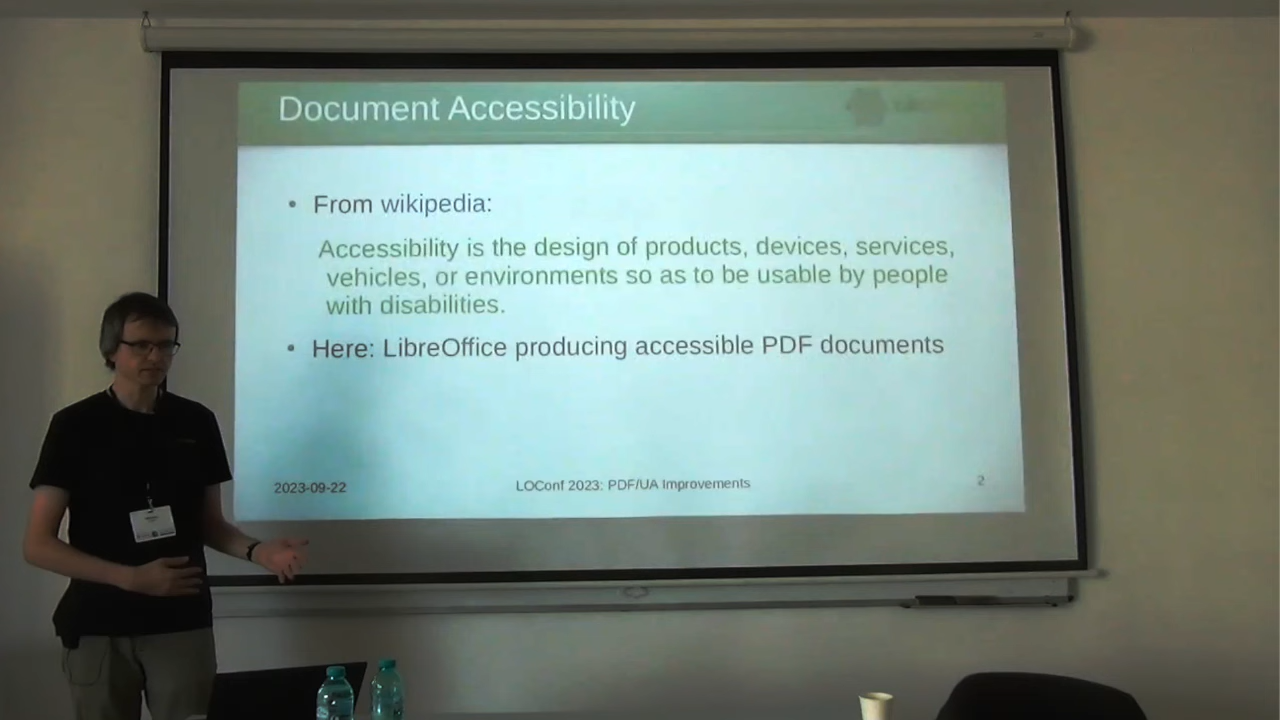 Document Accessibility
• From wikipedia:
Accessibility is the design of products, devices, services,
vehicles, or environments so as to be usable by people
with disabilities.
• Here: LibreOffice producing accessible PDF documents
2023-09-22
LOConf 2023: PDF/UA Improvements
2